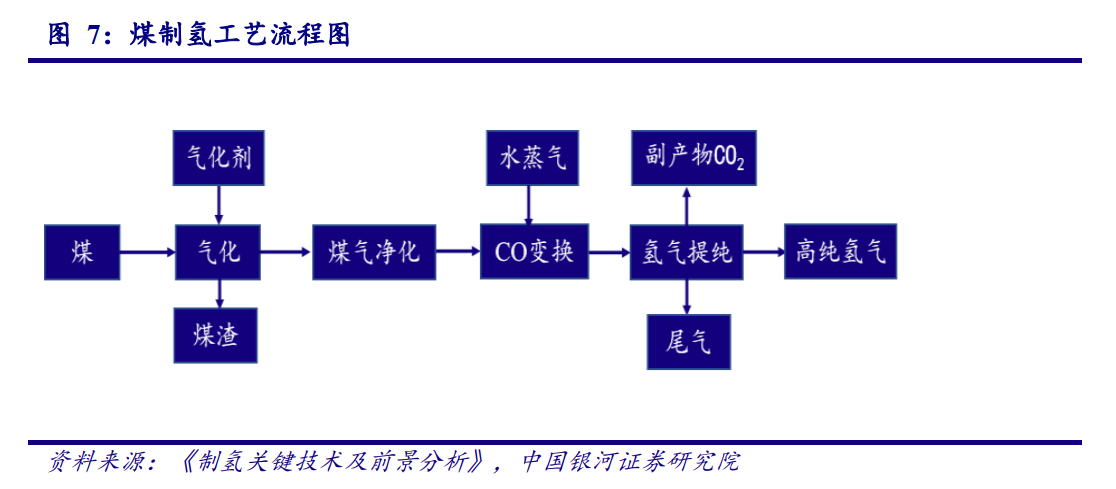 图 7：煤制氢工艺流程图
气化剂
水蒸气
副产物CO₂
煤
气化
煤气净化
CO变换
氢气提纯
高纯氢气
煤渣
尾气
资料来源：《制氢关键技术及前景分析》，中国银河证券研究院